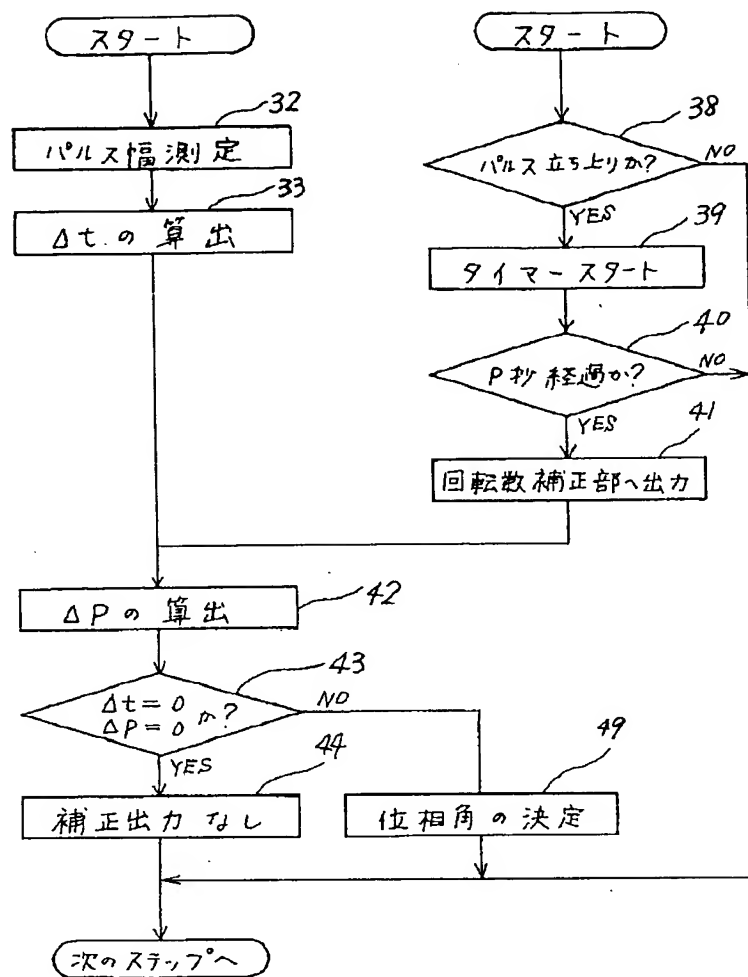 スタート
32
パルス幅測定
33
Δtの算出
スタート
38
パルス立ち上りか?
NO
YES
39
タイマースタート
40
P秒経過か?
NO
YES
41
回転数補正部へ出力
ΔPの算出
42
43
Δt=0
ΔP=0 か?
NO
YES
44
補正出力なし
49
位相角の決定
次のステップへ